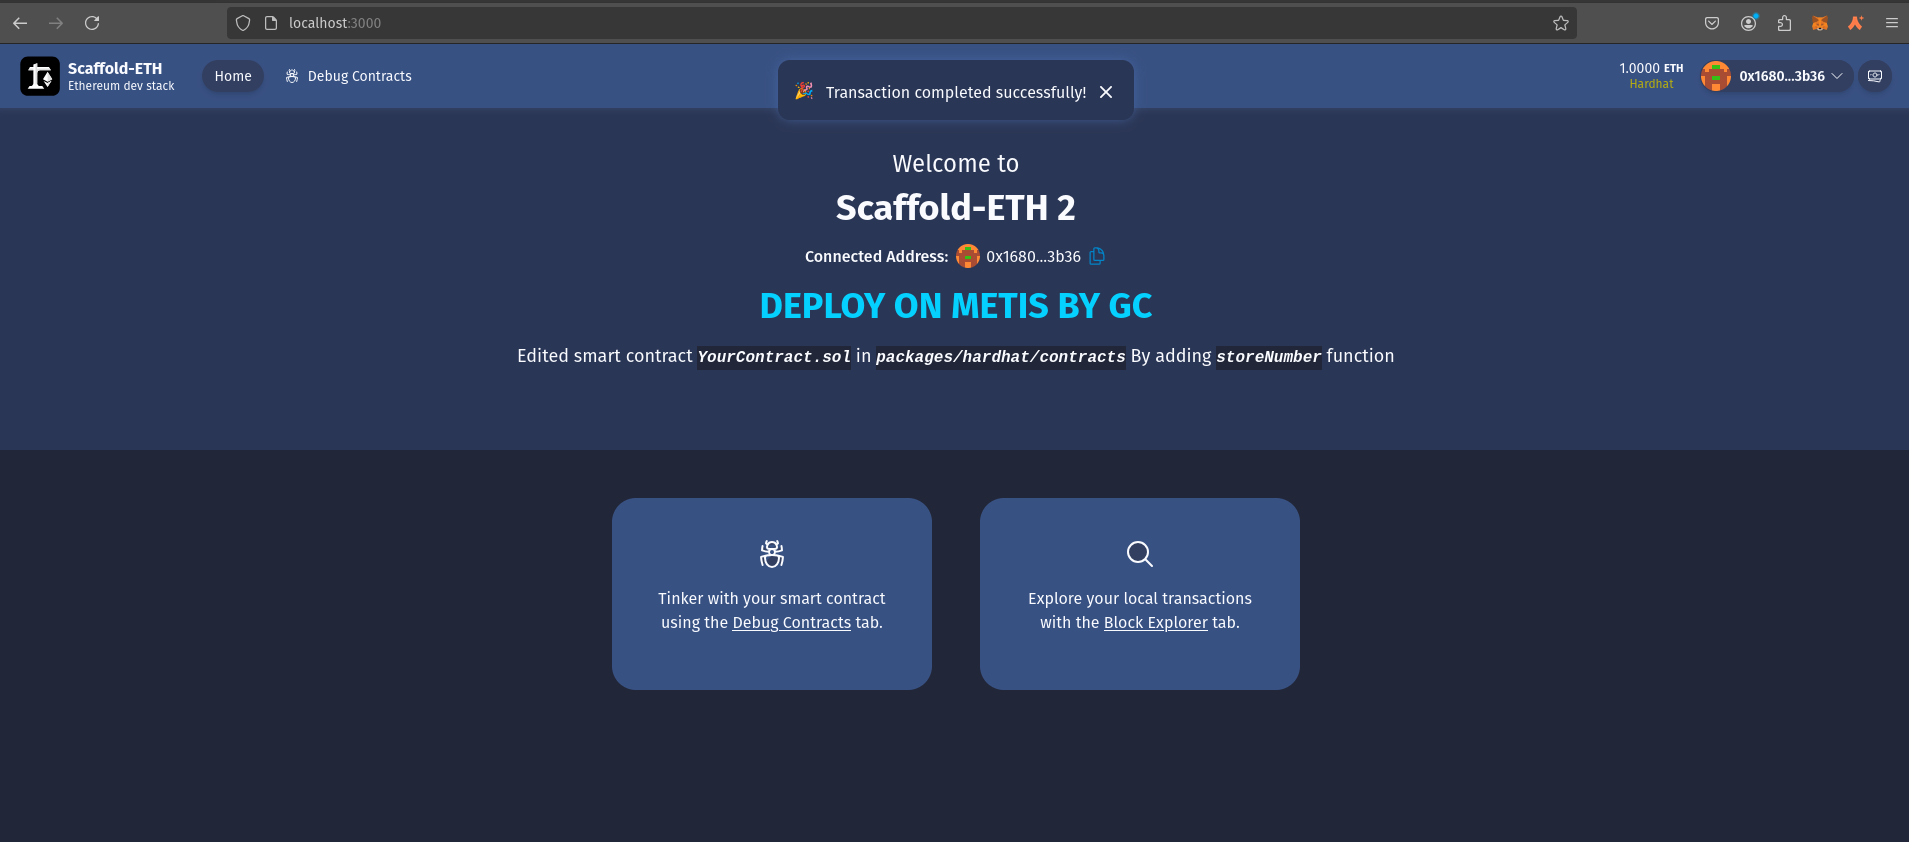 localhost:3000
Scaffold-ETH
Ethereum dev stack
Home
Debug Contracts
🎉 Transaction completed successfully!
1.0000 ETH
Hardhat
0x1680...3b36
Welcome to
Scaffold-ETH 2
Connected Address: 0x1680...3b36
DEPLOY ON METIS BY GC
Edited smart contract YourContract.sol in packages/hardhat/contracts By adding storeNumber function
Tinker with your smart contract
using the Debug Contracts tab.
Explore your local transactions
with the Block Explorer tab.